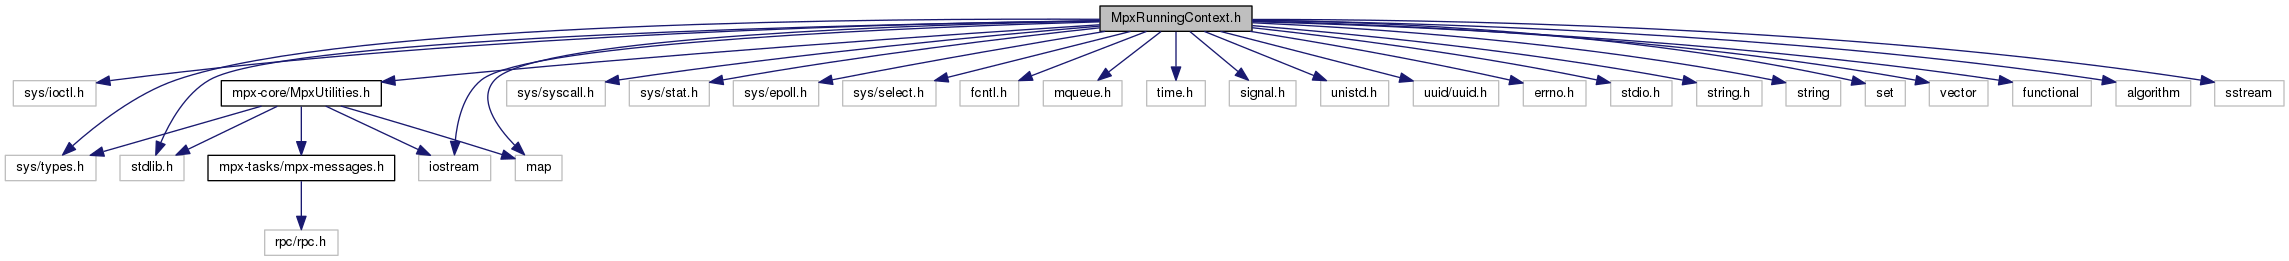 MpxRunningContext.h
sys/ioctl.h
mpx-core/MpxUtilities.h
sys/syscall.h
sys/stat.h
sys/epoll.h
sys/select.h
fcntl.h
mqueue.h
time.h
signal.h
unistd.h
uuid/uuid.h
errno.h
stdio.h
string.h
string
set
vector
functional
algorithm
sstream
sys/types.h
stdlib.h
mpx-tasks/mpx-messages.h
iostream
map
rpc/rpc.h